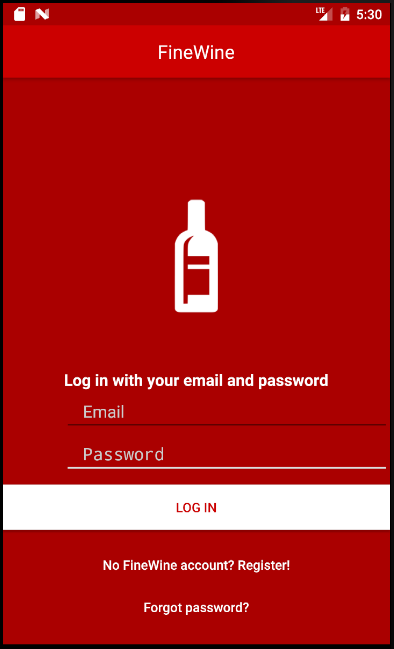 LTE 5:30
FineWine
Log in with your email and password
Email
Password
LOG IN
No FineWine account? Register!
Forgot password?